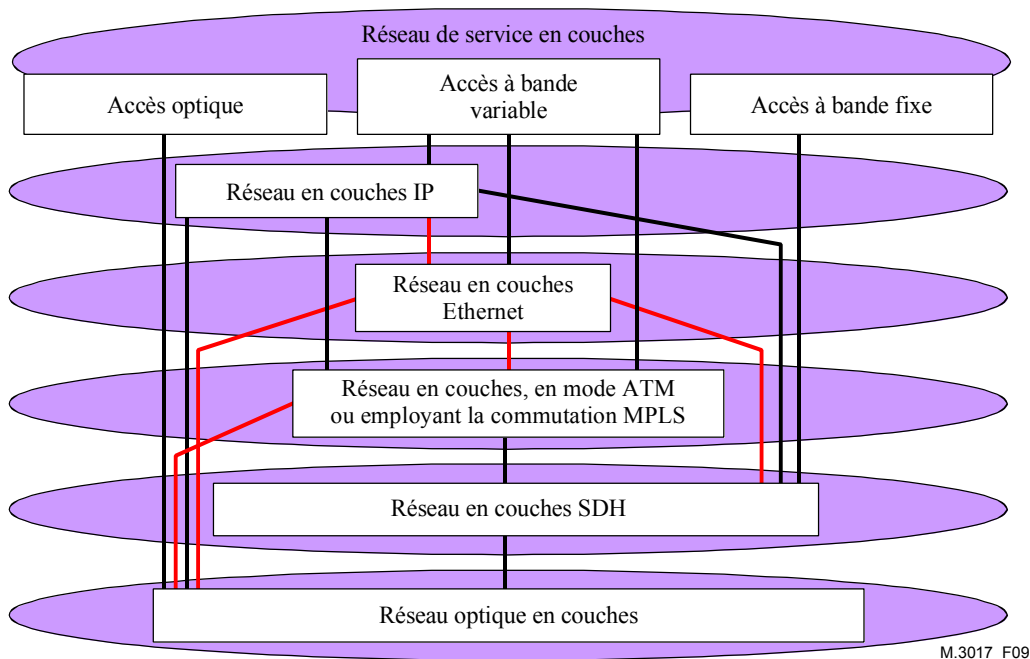 Réseau de service en couches
Accès optique
Accès à bande
variable
Accès à bande fixe
Réseau en couches IP
Réseau en couches
Ethernet
Réseau en couches, en mode ATM
ou employant la commutation MPLS
Réseau en couches SDH
Réseau optique en couches
M.3017_F09